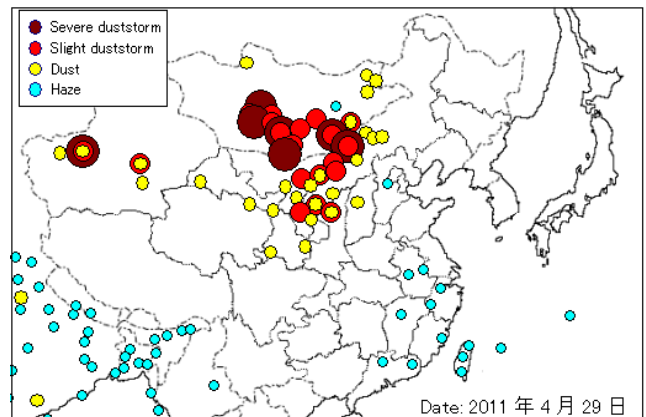 Severe duststorm
Slight duststorm
Dust
Haze
Date: 2011 年 4 月 29 日